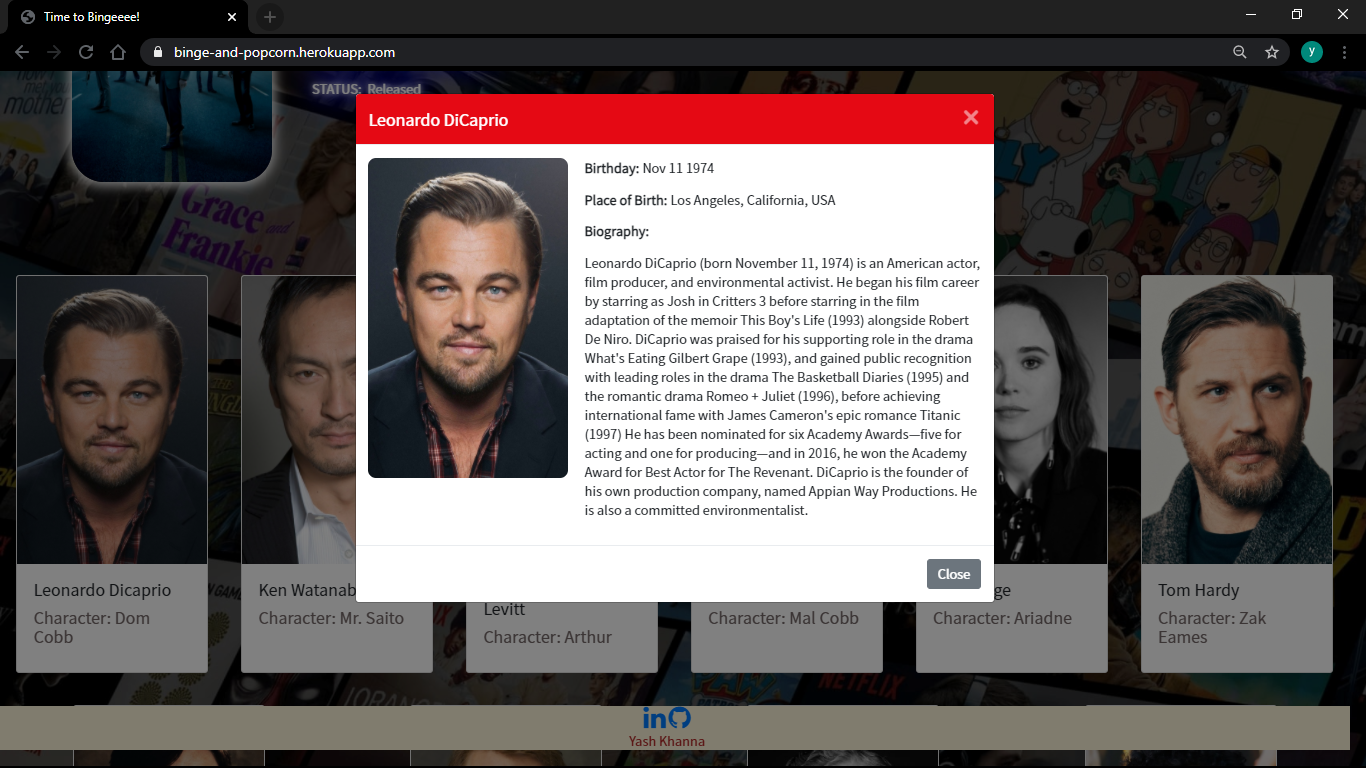 Time to Bingeeee!
binge-and-popcorn.herokuapp.com
y
met your
mother
STATUS: Released
Grace and
Frankie
Leonardo DiCaprio
Birthday: Nov 11 1974
Place of Birth: Los Angeles, California, USA
Biography:
Leonardo DiCaprio (born November 11, 1974) is an American actor,
film producer, and environmental activist. He began his film career
by starring as Josh in Critters 3 before starring in the film
adaptation of the memoir This Boy's Life (1993) alongside Robert
De Niro. DiCaprio was praised for his supporting role in the drama
What's Eating Gilbert Grape (1993), and gained public recognition
with leading roles in the drama The Basketball Diaries (1995) and
the romantic drama Romeo + Juliet (1996), before achieving
international fame with James Cameron's epic romance Titanic
(1997) He has been nominated for six Academy Awards—five for
acting and one for producing—and in 2016, he won the Academy
Award for Best Actor for The Revenant. DiCaprio is the founder of
his own production company, named Appian Way Productions. He
is also a committed environmentalist.
Close
Leonardo Dicaprio
Character: Dom
Cobb
Ken Watanab
Character: Mr. Saito
Levitt
Character: Arthur
Character: Mal Cobb
ge
Character: Ariadne
Tom Hardy
Character: Zak
Eames
NETFLIX
in
Yash Khanna